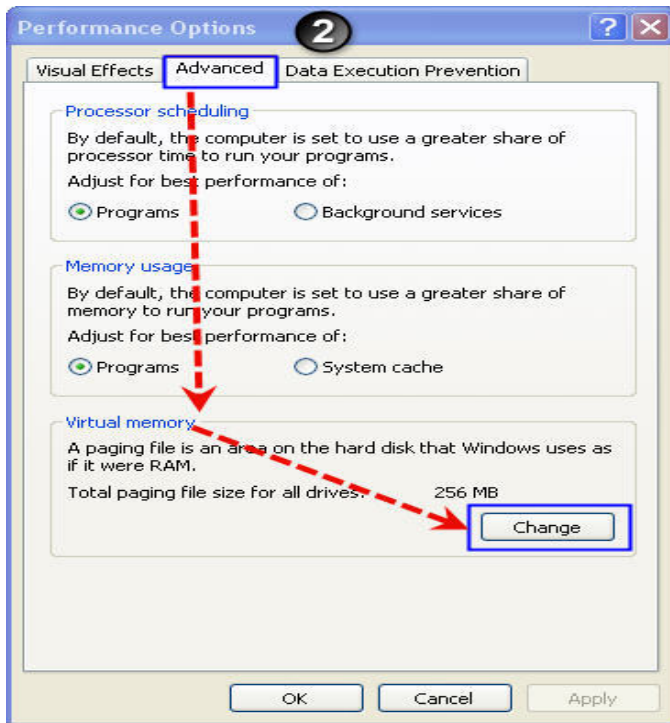 Performance Options
2
Visual Effects
Advanced
Data Execution Prevention
Processor scheduling
By default, the computer is set to use a greater share of
processor time to run your programs.
Adjust for best performance of:
Programs
Background services
Memory usage
By default, the computer is set to use a greater share of
memory to run your programs.
Adjust for best performance of:
Programs
System cache
Virtual memory
A paging file is an area on the hard disk that Windows uses as
if it were RAM.
Total paging file size for all drives: 256 MB
Change
OK
Cancel
Apply